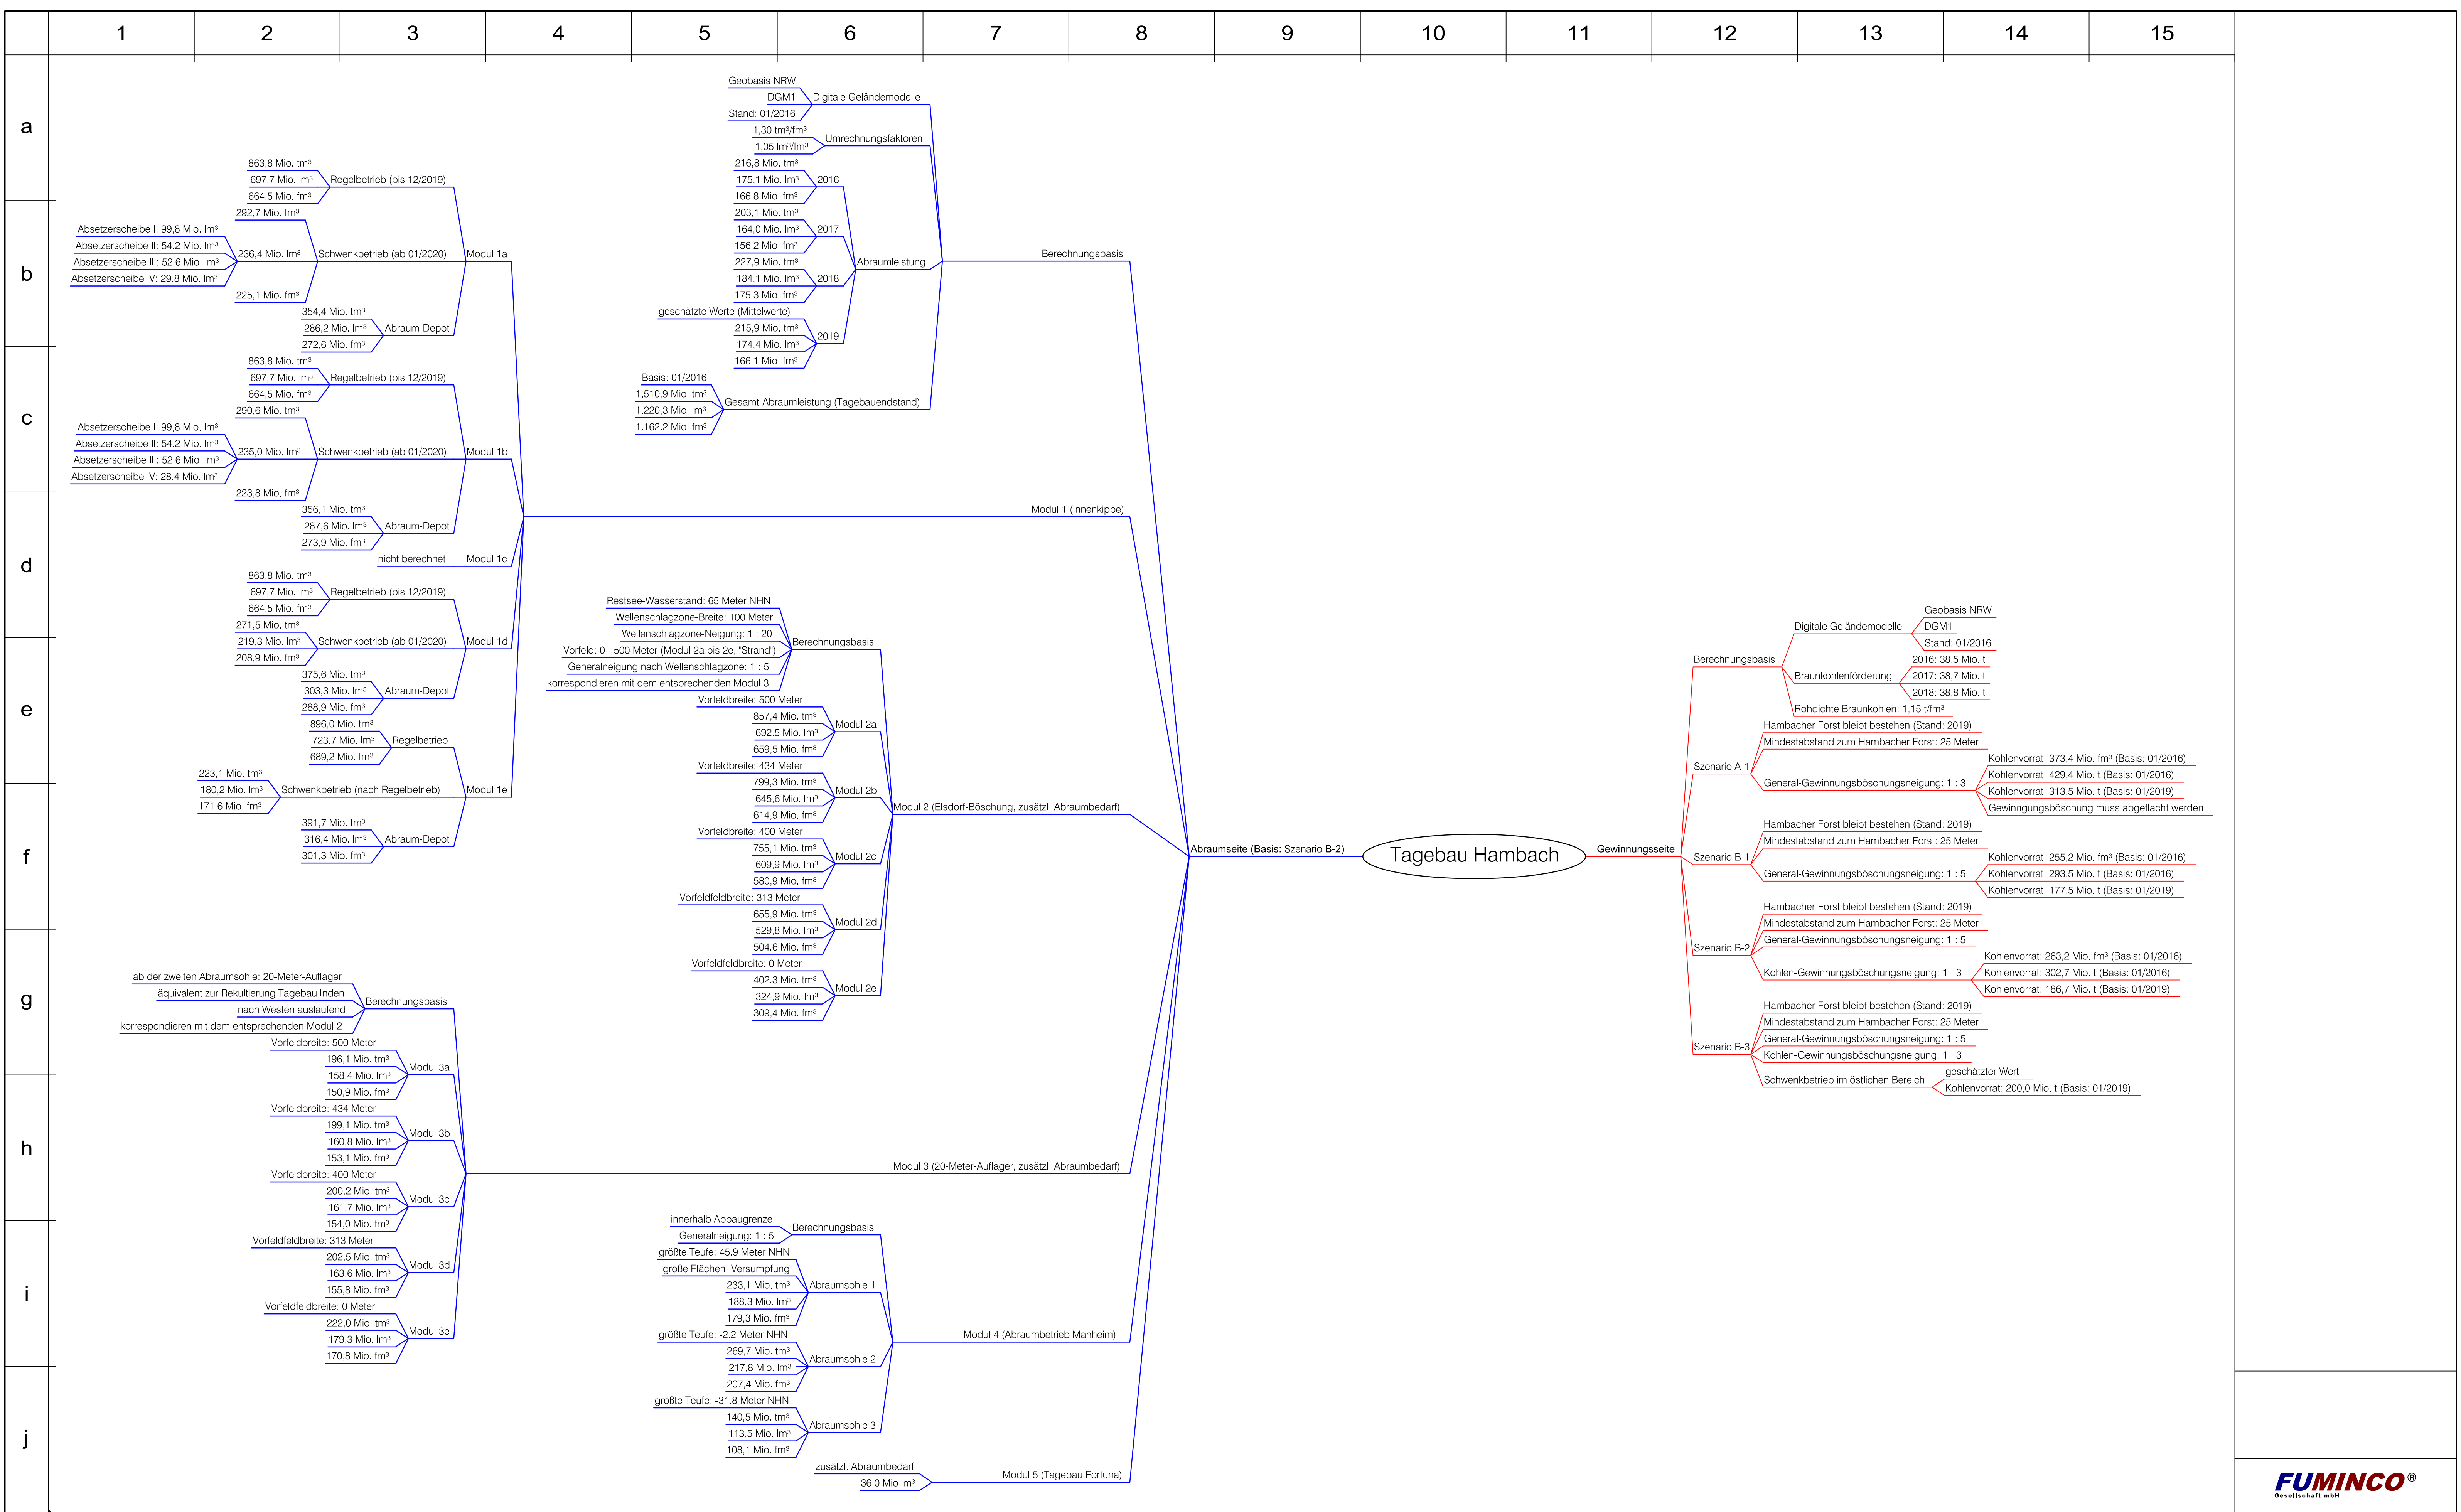 1 2 3 4 5 6 7 8 9 10 11 12 13 14 15
a
b
c
d
e
f
g
h
i
j
863,8 Mio. tm³
697,7 Mio. lm³
664,5 Mio. fm³
Regelbetrieb (bis 12/2019)
292,7 Mio. tm³
Absetzerscheibe I: 99,8 Mio. lm³
Absetzerscheibe II: 54.2 Mio. lm³
Absetzerscheibe III: 52.6 Mio. lm³
Absetzerscheibe IV: 29.8 Mio. lm³
236,4 Mio. lm³
225,1 Mio. fm³
Schwenkbetrieb (ab 01/2020)
354,4 Mio. tm³
286,2 Mio. lm³
272,6 Mio. fm³
Abraum-Depot
Modul 1a
863,8 Mio. tm³
697,7 Mio. lm³
664,5 Mio. fm³
Regelbetrieb (bis 12/2019)
290,6 Mio. tm³
Absetzerscheibe I: 99,8 Mio. lm³
Absetzerscheibe II: 54.2 Mio. lm³
Absetzerscheibe III: 52.6 Mio. lm³
Absetzerscheibe IV: 28.4 Mio. lm³
235,0 Mio. lm³
223,8 Mio. fm³
Schwenkbetrieb (ab 01/2020)
356,1 Mio. tm³
287,6 Mio. lm³
273,9 Mio. fm³
Abraum-Depot
Modul 1b
nicht berechnet
Modul 1c
863,8 Mio. tm³
697,7 Mio. lm³
664,5 Mio. fm³
Regelbetrieb (bis 12/2019)
271,5 Mio. tm³
219,3 Mio. lm³
208,9 Mio. fm³
Schwenkbetrieb (ab 01/2020)
375,6 Mio. tm³
303,3 Mio. lm³
288,9 Mio. fm³
Abraum-Depot
Modul 1d
896,0 Mio. tm³
723.7 Mio. lm³
689,2 Mio. fm³
Regelbetrieb
223,1 Mio. tm³
180,2 Mio. lm³
171.6 Mio. fm³
Schwenkbetrieb (nach Regelbetrieb)
391,7 Mio. tm³
316,4 Mio. lm³
301,3 Mio. fm³
Abraum-Depot
Modul 1e
Modul 1 (Innenkippe)
Geobasis NRW
DGM1
Stand: 01/2016
Digitale Geländemodelle
1,30 tm³/fm³
1,05 lm³/fm³
Umrechnungsfaktoren
216,8 Mio. tm³
175,1 Mio. lm³
166,8 Mio. fm³
2016
203,1 Mio. tm³
164,0 Mio. lm³
156,2 Mio. fm³
2017
227,9 Mio. tm³
184,1 Mio. lm³
175.3 Mio. fm³
2018
geschätzte Werte (Mittelwerte)
215,9 Mio. tm³
174,4 Mio. lm³
166,1 Mio. fm³
2019
Abraumleistung
Basis: 01/2016
1.510,9 Mio. tm³
1.220,3 Mio. lm³
1.162.2 Mio. fm³
Gesamt-Abraumleistung (Tagebauendstand)
Berechnungsbasis
Restsee-Wasserstand: 65 Meter NHN
Wellenschlagzone-Breite: 100 Meter
Wellenschlagzone-Neigung: 1 : 20
Vorfeld: 0 - 500 Meter (Modul 2a bis 2e, "Strand")
Generalneigung nach Wellenschlagzone: 1 : 5
korrespondieren mit dem entsprechenden Modul 3
Berechnungsbasis
Vorfeldbreite: 500 Meter
857,4 Mio. tm³
692.5 Mio. lm³
659,5 Mio. fm³
Modul 2a
Vorfeldbreite: 434 Meter
799,3 Mio. tm³
645,6 Mio. lm³
614,9 Mio. fm³
Modul 2b
Vorfeldbreite: 400 Meter
755,1 Mio. tm³
609,9 Mio. lm³
580,9 Mio. fm³
Modul 2c
Vorfeldfeldbreite: 313 Meter
655,9 Mio. tm³
529,8 Mio. lm³
504.6 Mio. fm³
Modul 2d
Vorfeldfeldbreite: 0 Meter
402.3 Mio. tm³
324,9 Mio. lm³
309,4 Mio. fm³
Modul 2e
Modul 2 (Elsdorf-Böschung, zusätzl. Abraumbedarf)
ab der zweiten Abraumsohle: 20-Meter-Auflager
äquivalent zur Rekultierung Tagebau Inden
nach Westen auslaufend
korrespondieren mit dem entsprechenden Modul 2
Berechnungsbasis
Vorfeldbreite: 500 Meter
196,1 Mio. tm³
158,4 Mio. lm³
150,9 Mio. fm³
Modul 3a
Vorfeldbreite: 434 Meter
199,1 Mio. tm³
160,8 Mio. lm³
153,1 Mio. fm³
Modul 3b
Vorfeldbreite: 400 Meter
200,2 Mio. tm³
161,7 Mio. lm³
154,0 Mio. fm³
Modul 3c
Vorfeldfeldbreite: 313 Meter
202,5 Mio. tm³
163,6 Mio. lm³
155,8 Mio. fm³
Modul 3d
Vorfeldfeldbreite: 0 Meter
222,0 Mio. tm³
179,3 Mio. lm³
170,8 Mio. fm³
Modul 3e
Modul 3 (20-Meter-Auflager, zusätzl. Abraumbedarf)
innerhalb Abbaugrenze
Generalneigung: 1 : 5
Berechnungsbasis
größte Teufe: 45.9 Meter NHN
große Flächen: Versumpfung
233,1 Mio. tm³
188,3 Mio. lm³
179,3 Mio. fm³
Abraumsohle 1
größte Teufe: -2.2 Meter NHN
269,7 Mio. tm³
217,8 Mio. lm³
207,4 Mio. fm³
Abraumsohle 2
größte Teufe: -31.8 Meter NHN
140,5 Mio. tm³
113,5 Mio. lm³
108,1 Mio. fm³
Abraumsohle 3
Modul 4 (Abraumbetrieb Manheim)
zusätzl. Abraumbedarf
36,0 Mio lm³
Modul 5 (Tagebau Fortuna)
Abraumseite (Basis: Szenario B-2)
Tagebau Hambach
Gewinnungsseite
Berechnungsbasis
Digitale Geländemodelle
Geobasis NRW
DGM1
Stand: 01/2016
Braunkohlenförderung
2016: 38,5 Mio. t
2017: 38,7 Mio. t
2018: 38,8 Mio. t
Rohdichte Braunkohlen: 1,15 t/fm³
Szenario A-1
Hambacher Forst bleibt bestehen (Stand: 2019)
Mindestabstand zum Hambacher Forst: 25 Meter
General-Gewinnungsböschungsneigung: 1 : 3
Kohlenvorrat: 373,4 Mio. fm³ (Basis: 01/2016)
Kohlenvorrat: 429,4 Mio. t (Basis: 01/2016)
Kohlenvorrat: 313,5 Mio. t (Basis: 01/2019)
Gewinngungsböschung muss abgeflacht werden
Szenario B-1
Hambacher Forst bleibt bestehen (Stand: 2019)
Mindestabstand zum Hambacher Forst: 25 Meter
General-Gewinnungsböschungsneigung: 1 : 5
Kohlenvorrat: 255,2 Mio. fm³ (Basis: 01/2016)
Kohlenvorrat: 293,5 Mio. t (Basis: 01/2016)
Kohlenvorrat: 177,5 Mio. t (Basis: 01/2019)
Szenario B-2
Hambacher Forst bleibt bestehen (Stand: 2019)
Mindestabstand zum Hambacher Forst: 25 Meter
General-Gewinnungsböschungsneigung: 1 : 5
Kohlen-Gewinnungsböschungsneigung: 1 : 3
Kohlenvorrat: 263,2 Mio. fm³ (Basis: 01/2016)
Kohlenvorrat: 302,7 Mio. t (Basis: 01/2016)
Kohlenvorrat: 186,7 Mio. t (Basis: 01/2019)
Szenario B-3
Hambacher Forst bleibt bestehen (Stand: 2019)
Mindestabstand zum Hambacher Forst: 25 Meter
General-Gewinnungsböschungsneigung: 1 : 5
Kohlen-Gewinnungsböschungsneigung: 1 : 3
Schwenkbetrieb im östlichen Bereich
geschätzter Wert
Kohlenvorrat: 200,0 Mio. t (Basis: 01/2019)
FUMINCO®
Gesellschaft mbH